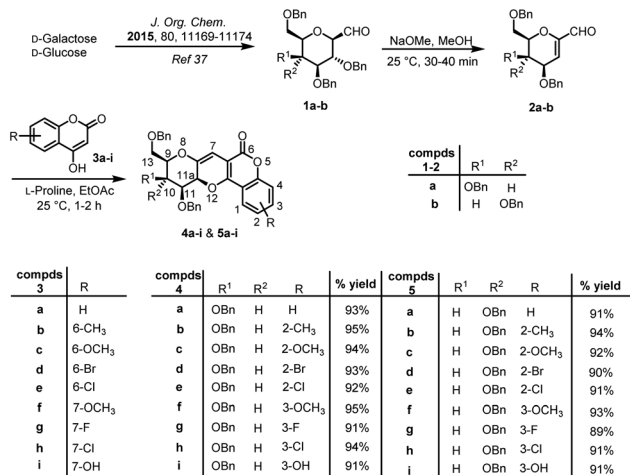 D-Galactose
D-Glucose
J. Org. Chem.
2015, 80, 11169-11174
Ref 37
OBn
O
CHO
R¹
R²
OBn
OBn
1a-b
NaOMe, MeOH
25 °C, 30-40 min
OBn
O
CHO
R¹
R²
OBn
2a-b
R
O
O
OH
3a-i
L-Proline, EtOAc
25 °C, 1-2 h
OBn
13
9
O
8
7
O
6
O
5
4
3
2
1
R
R¹
R²
10
11
11a
O
12
OBn
4a-i & 5a-i
compds
1-2 R¹ R²
a OBn H
b H OBn
compds
3 R
a H
b 6-CH₃
c 6-OCH₃
d 6-Br
e 6-Cl
f 7-OCH₃
g 7-F
h 7-Cl
i 7-OH
compds
4 R¹ R² R % yield
a OBn H H 93%
b OBn H 2-CH₃ 95%
c OBn H 2-OCH₃ 94%
d OBn H 2-Br 93%
e OBn H 2-Cl 92%
f OBn H 3-OCH₃ 95%
g OBn H 3-F 91%
h OBn H 3-Cl 94%
i OBn H 3-OH 91%
compds
5 R¹ R² R % yield
a H OBn H 91%
b H OBn 2-CH₃ 94%
c H OBn 2-OCH₃ 92%
d H OBn 2-Br 90%
e H OBn 2-Cl 91%
f H OBn 3-OCH₃ 93%
g H OBn 3-F 89%
h H OBn 3-Cl 91%
i H OBn 3-OH 91%